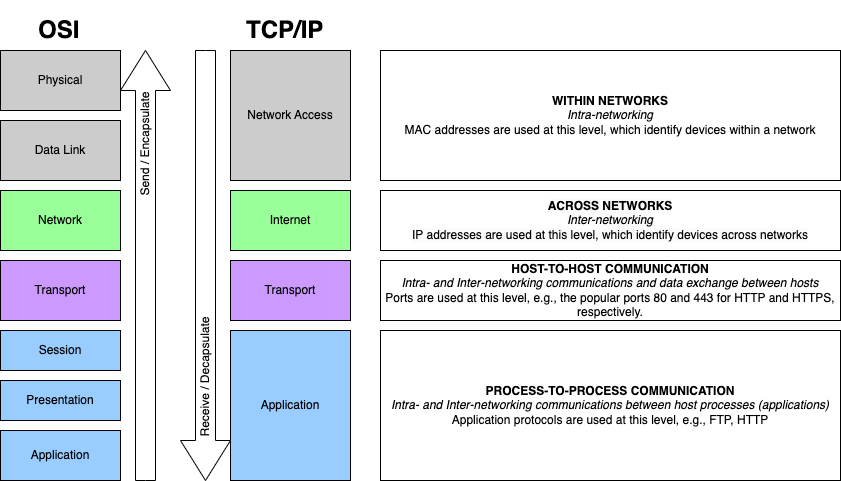 OSI
TCP/IP
Physical
Data Link
Network
Transport
Session
Presentation
Application
Send / Encapsulate
Receive / Decapsulate
Network Access
Internet
Transport
Application
WITHIN NETWORKS
Intra-networking
MAC addresses are used at this level, which identify devices within a network
ACROSS NETWORKS
Inter-networking
IP addresses are used at this level, which identify devices across networks
HOST-TO-HOST COMMUNICATION
Intra- and Inter-networking communications and data exchange between hosts
Ports are used at this level, e.g., the popular ports 80 and 443 for HTTP and HTTPS,
respectively.
PROCESS-TO-PROCESS COMMUNICATION
Intra- and Inter-networking communications between host processes (applications)
Application protocols are used at this level, e.g., FTP, HTTP